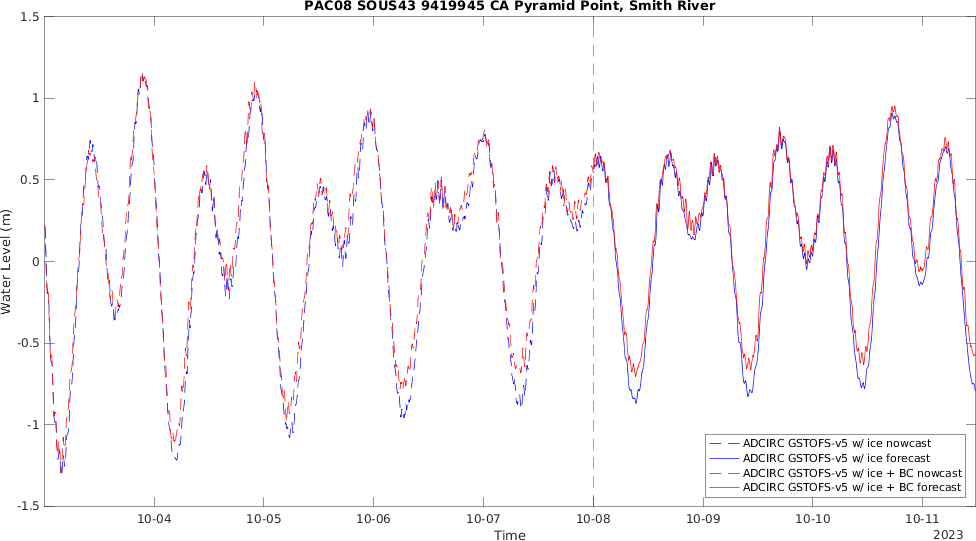 PAC08 SOUS43 9419945 CA Pyramid Point, Smith River
1.5
1
0.5
0
-0.5
-1
-1.5
Water Level (m)
10-04 10-05 10-06 10-07 10-08 10-09 10-10 10-11
Time
2023
ADCIRC GSTOFS-v5 w/ ice nowcast
ADCIRC GSTOFS-v5 w/ ice forecast
ADCIRC GSTOFS-v5 w/ ice + BC nowcast
ADCIRC GSTOFS-v5 w/ ice + BC forecast